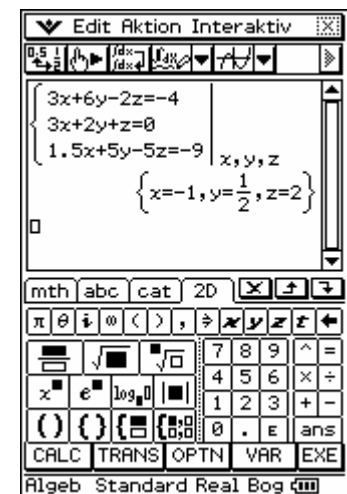 Edit Aktion Interaktiv
3x+6y-2z=-4
3x+2y+z=0
1.5x+5y-5z=-9 x,y,z
{x=-1,y=1/2,z=2}
mth abc cat 2D
π θ i ∞ ( ) , ⇒ x y z t ←
7 8 9 ^ =
4 5 6 × ÷
1 2 3 + -
0 . E ans
CALC TRANS OPTN VAR EXE
Algeb Standard Real Bog